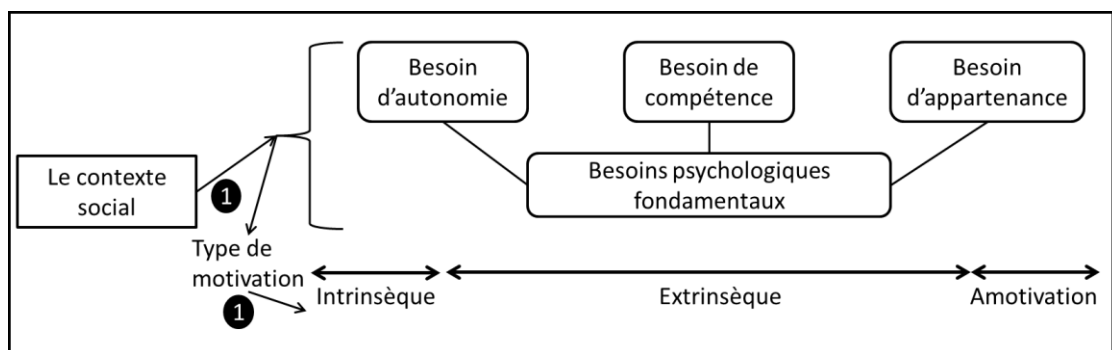 Besoin
d'autonomie
Besoin de
compétence
Besoin
d'appartenance
Le contexte
social
1
Besoins psychologiques
fondamentaux
Type de
motivation
1
Intrinsèque
Extrinsèque
Amotivation